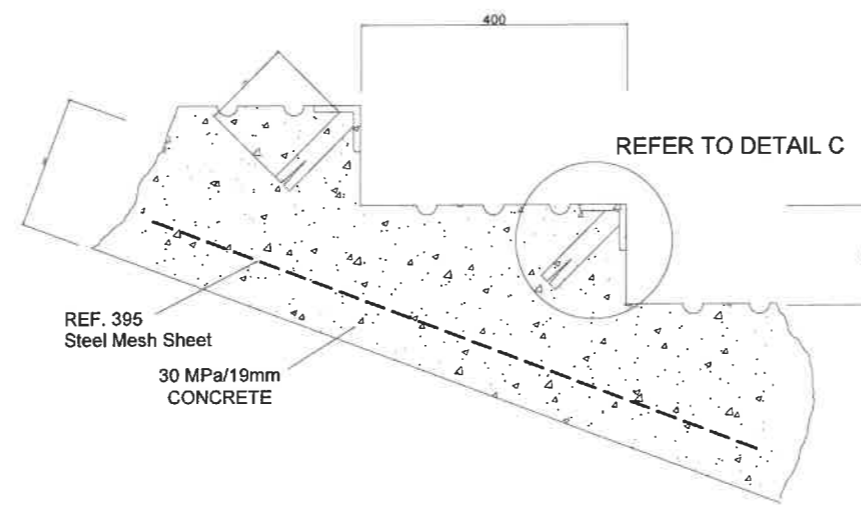 400
REFER TO DETAIL C
REF. 395
Steel Mesh Sheet
30 MPa/19mm
CONCRETE